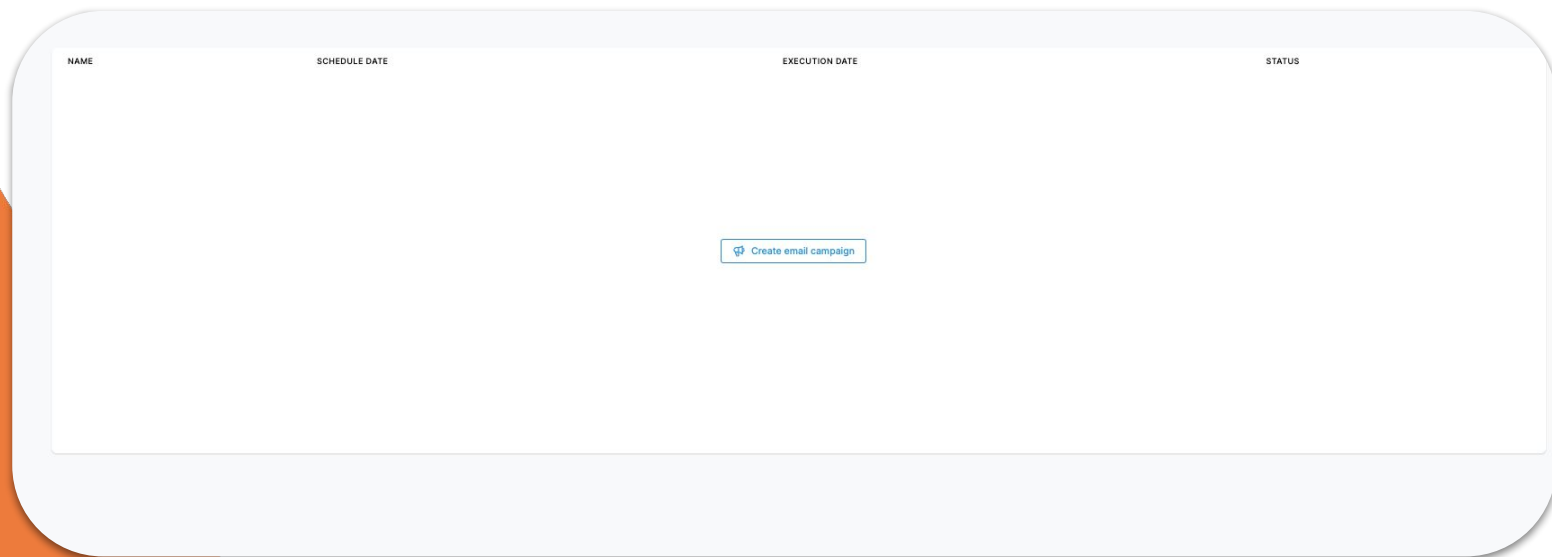 NAME SCHEDULE DATE EXECUTION DATE STATUS
Create email campaign